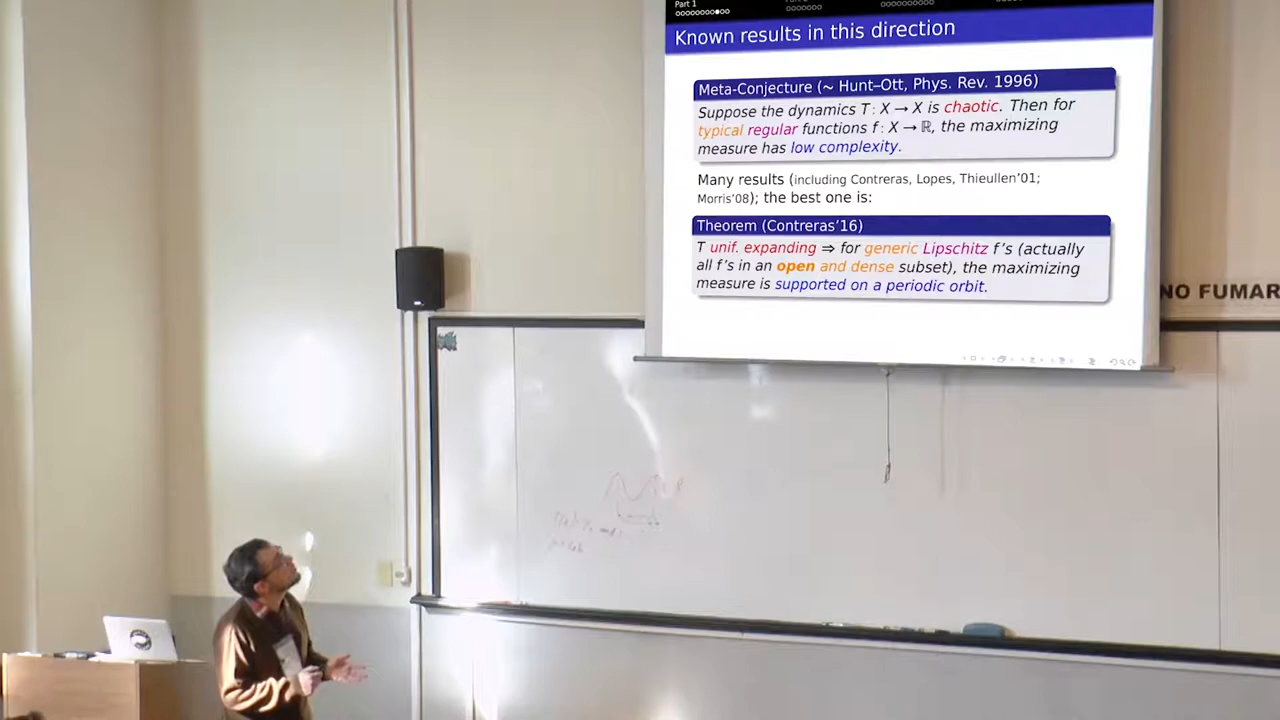 Part 1
Known results in this direction
Meta-Conjecture (~ Hunt–Ott, Phys. Rev. 1996)
Suppose the dynamics T : X → X is chaotic. Then for
typical regular functions f : X → ℝ, the maximizing
measure has low complexity.
Many results (including Contreras, Lopes, Thieullen'01;
Morris'08); the best one is:
Theorem (Contreras'16)
T unif. expanding ⇒ for generic Lipschitz f's (actually
all f's in an open and dense subset), the maximizing
measure is supported on a periodic orbit.
NO FUMAR